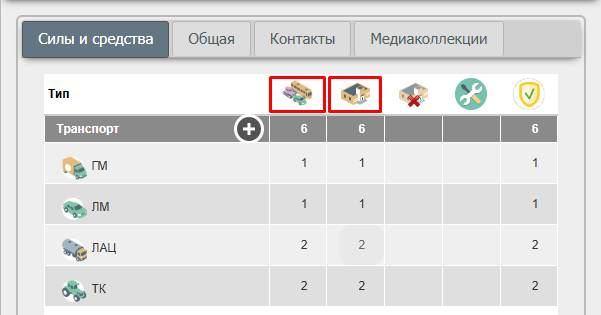 Силы и средства Общая Контакты Медиаколлекции
Тип
Транспорт 6 6 6
ГМ 1 1 1
ЛМ 1 1 1
ЛАЦ 2 2 2
ТК 2 2 2